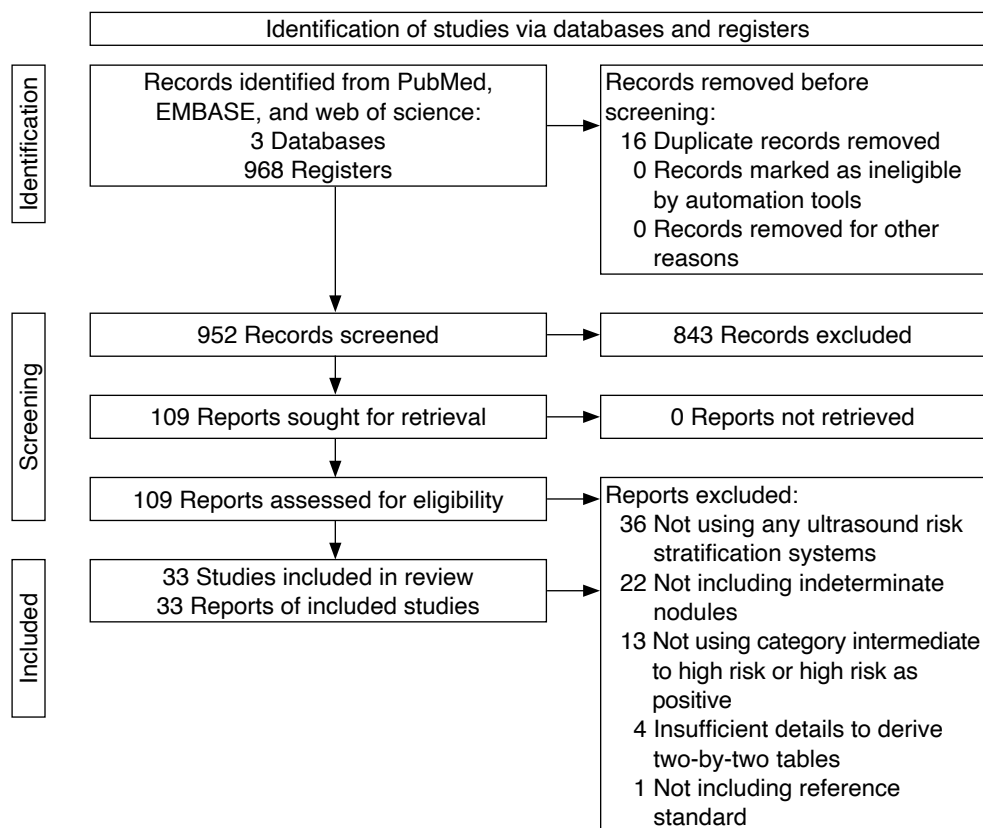 Identification of studies via databases and registers
Identification
Records identified from PubMed,
EMBASE, and web of science:
3 Databases
968 Registers
Records removed before
screening:
16 Duplicate records removed
0 Records marked as ineligible
by automation tools
0 Records removed for other
reasons
Screening
952 Records screened
843 Records excluded
109 Reports sought for retrieval
0 Reports not retrieved
109 Reports assessed for eligibility
Reports excluded:
36 Not using any ultrasound risk
stratification systems
22 Not including indeterminate
nodules
13 Not using category intermediate
to high risk or high risk as
positive
4 Insufficient details to derive
two-by-two tables
1 Not including reference
standard
Included
33 Studies included in review
33 Reports of included studies